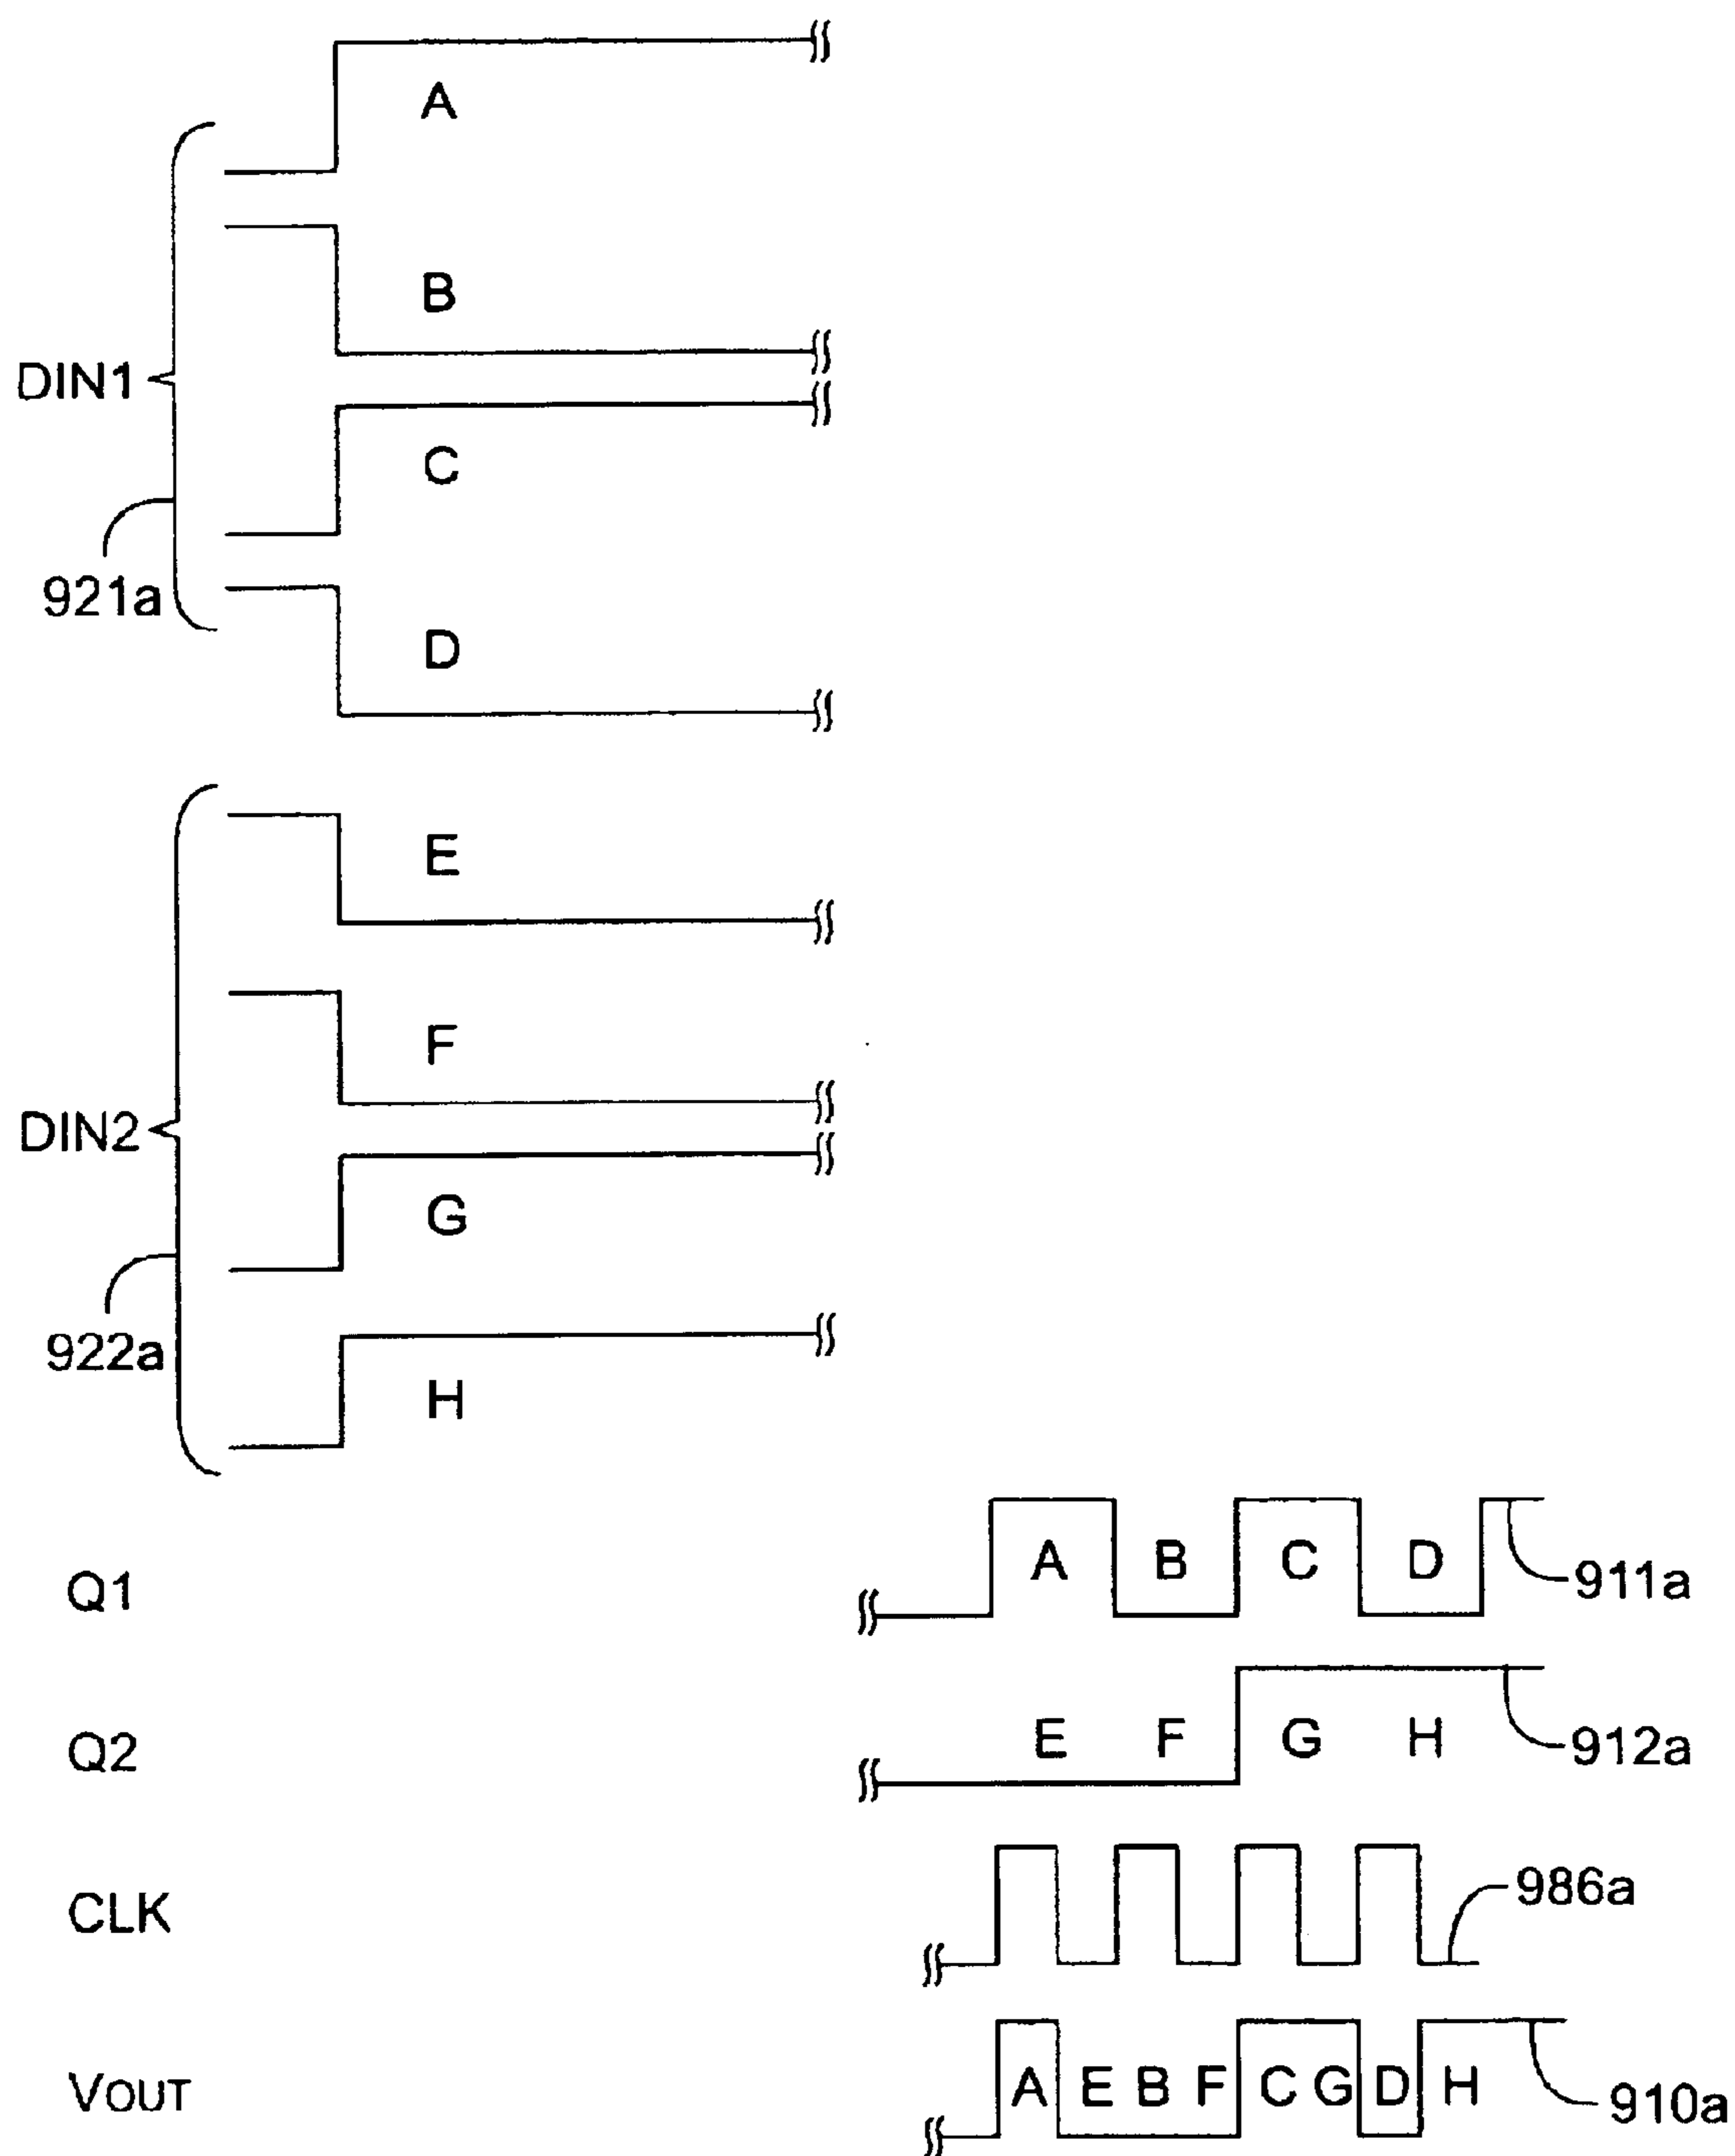 A
B
DIN1
C
921a
D
E
F
DIN2
G
922a
H
Q1 A B C D 911a
Q2 E F G H 912a
CLK 986a
VOUT A E B F C G D H 910a